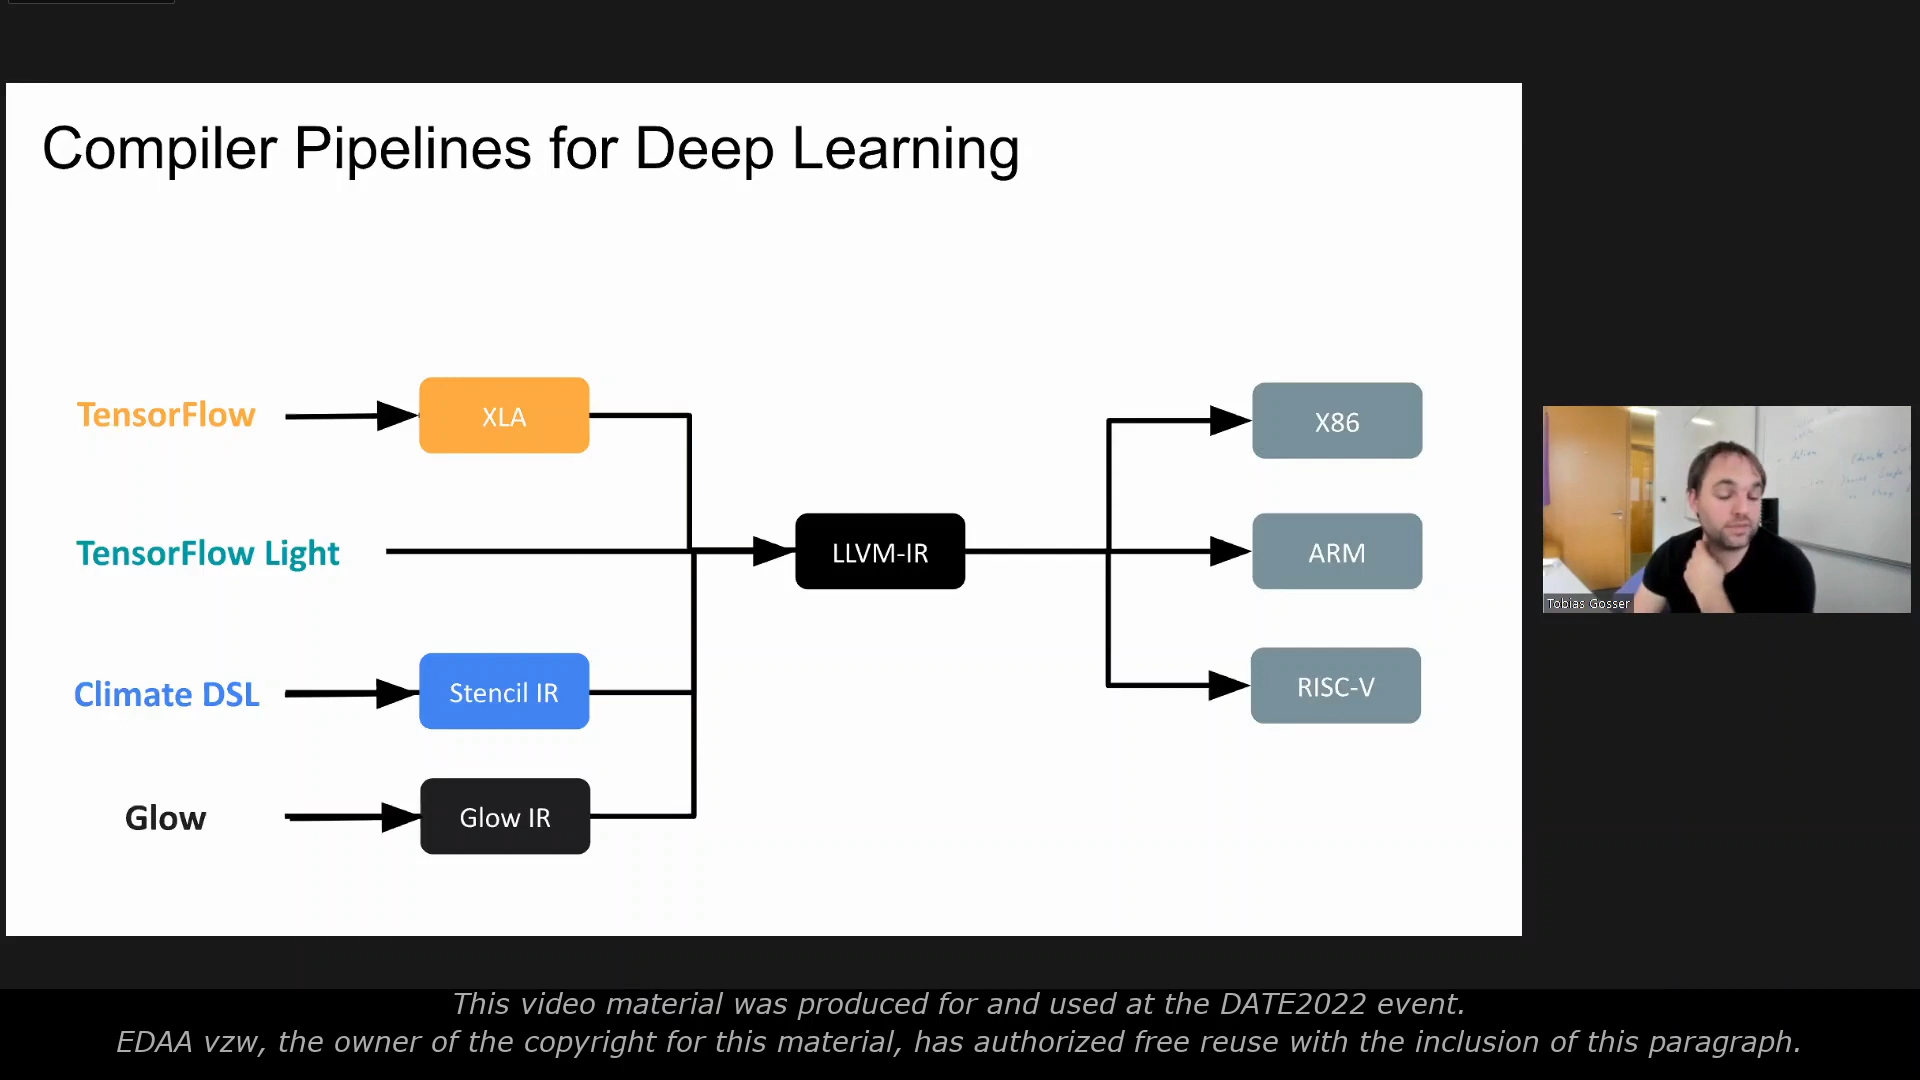 Compiler Pipelines for Deep Learning
TensorFlow
XLA
X86
TensorFlow Light
LLVM-IR
ARM
Climate DSL
Stencil IR
RISC-V
Glow
Glow IR
Tobias Gosser
This video material was produced for and used at the DATE2022 event.
EDAA vzw, the owner of the copyright for this material, has authorized free reuse with the inclusion of this paragraph.